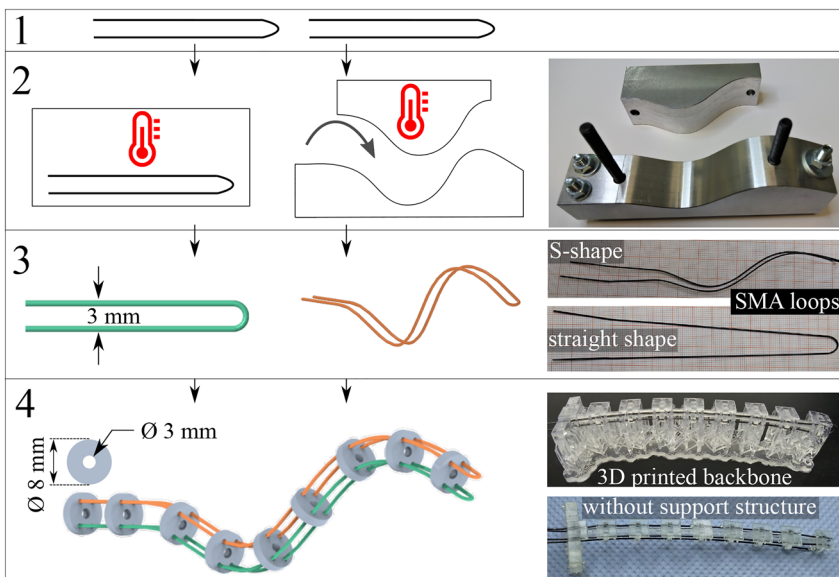 1
2
3
3 mm
S-shape
SMA loops
straight shape
4
Ø 3 mm
Ø 8 mm
3D printed backbone
without support structure